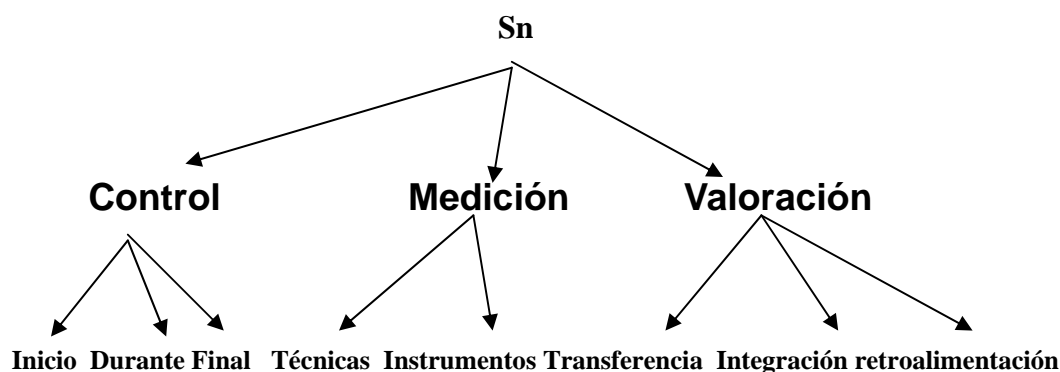 Sn
Control Medición Valoración
Inicio Durante Final Técnicas Instrumentos Transferencia Integración retroalimentación